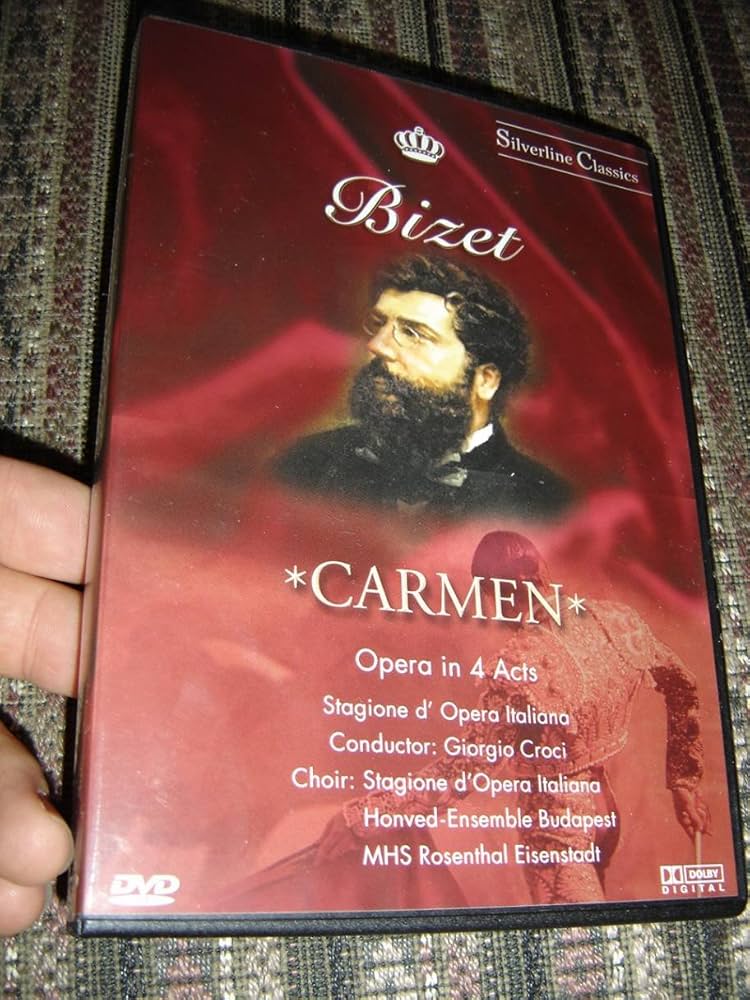 Silverline Classics
Bizet
*CARMEN*
Opera in 4 Acts
Stagione d' Opera Italiana
Conductor: Giorgio Croci
Choir: Stagione d'Opera Italiana
Honved-Ensemble Budapest
MHS Rosenthal Eisenstadt
DVD
DOLBY
DIGITAL